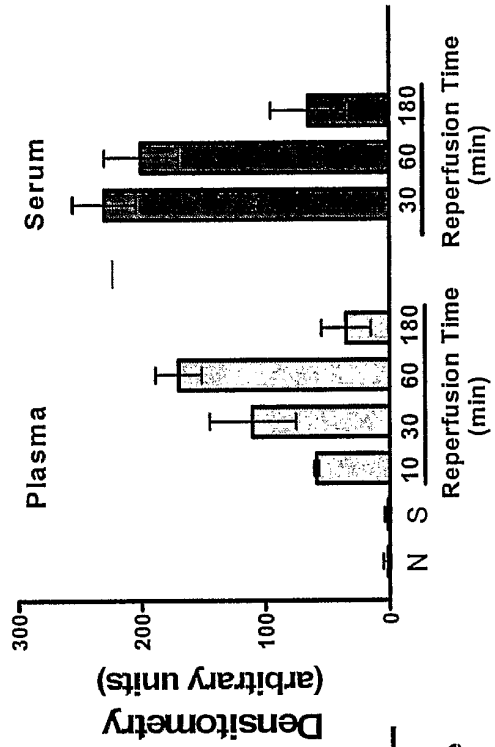 Densitometry
(arbitrary units)
300
200
100
0
Plasma
Serum
N S 10 30 60 180 30 60 180
Reperfusion Time
(min)
Reperfusion Time
(min)